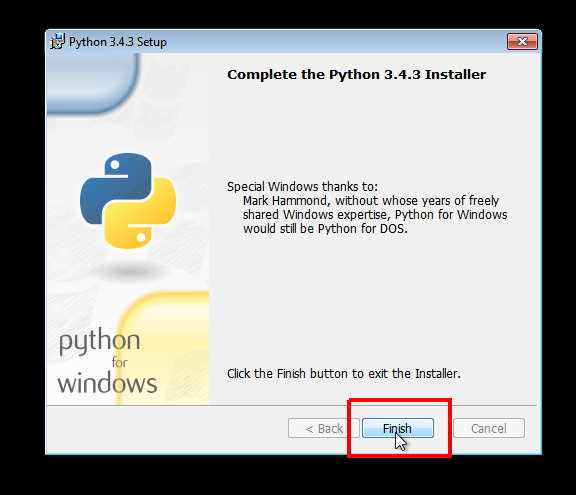 Python 3.4.3 Setup
Complete the Python 3.4.3 Installer
Special Windows thanks to:
Mark Hammond, without whose years of freely
shared Windows expertise, Python for Windows
would still be Python for DOS.
python
for
windows
Click the Finish button to exit the Installer.
< Back
Finish
Cancel